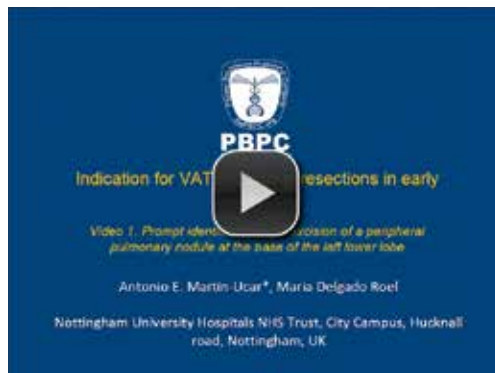 PBPC
Indication for VAT resections in early
Video 1. Prompt ident cision of a peripheral
pulmonary nodule at the base of the left lower lobe
Antonio E. Martin-Ucar*, Maria Delgado Roel
Nottingham University Hospitals NHS Trust, City Campus, Hucknall
road, Nottingham, UK